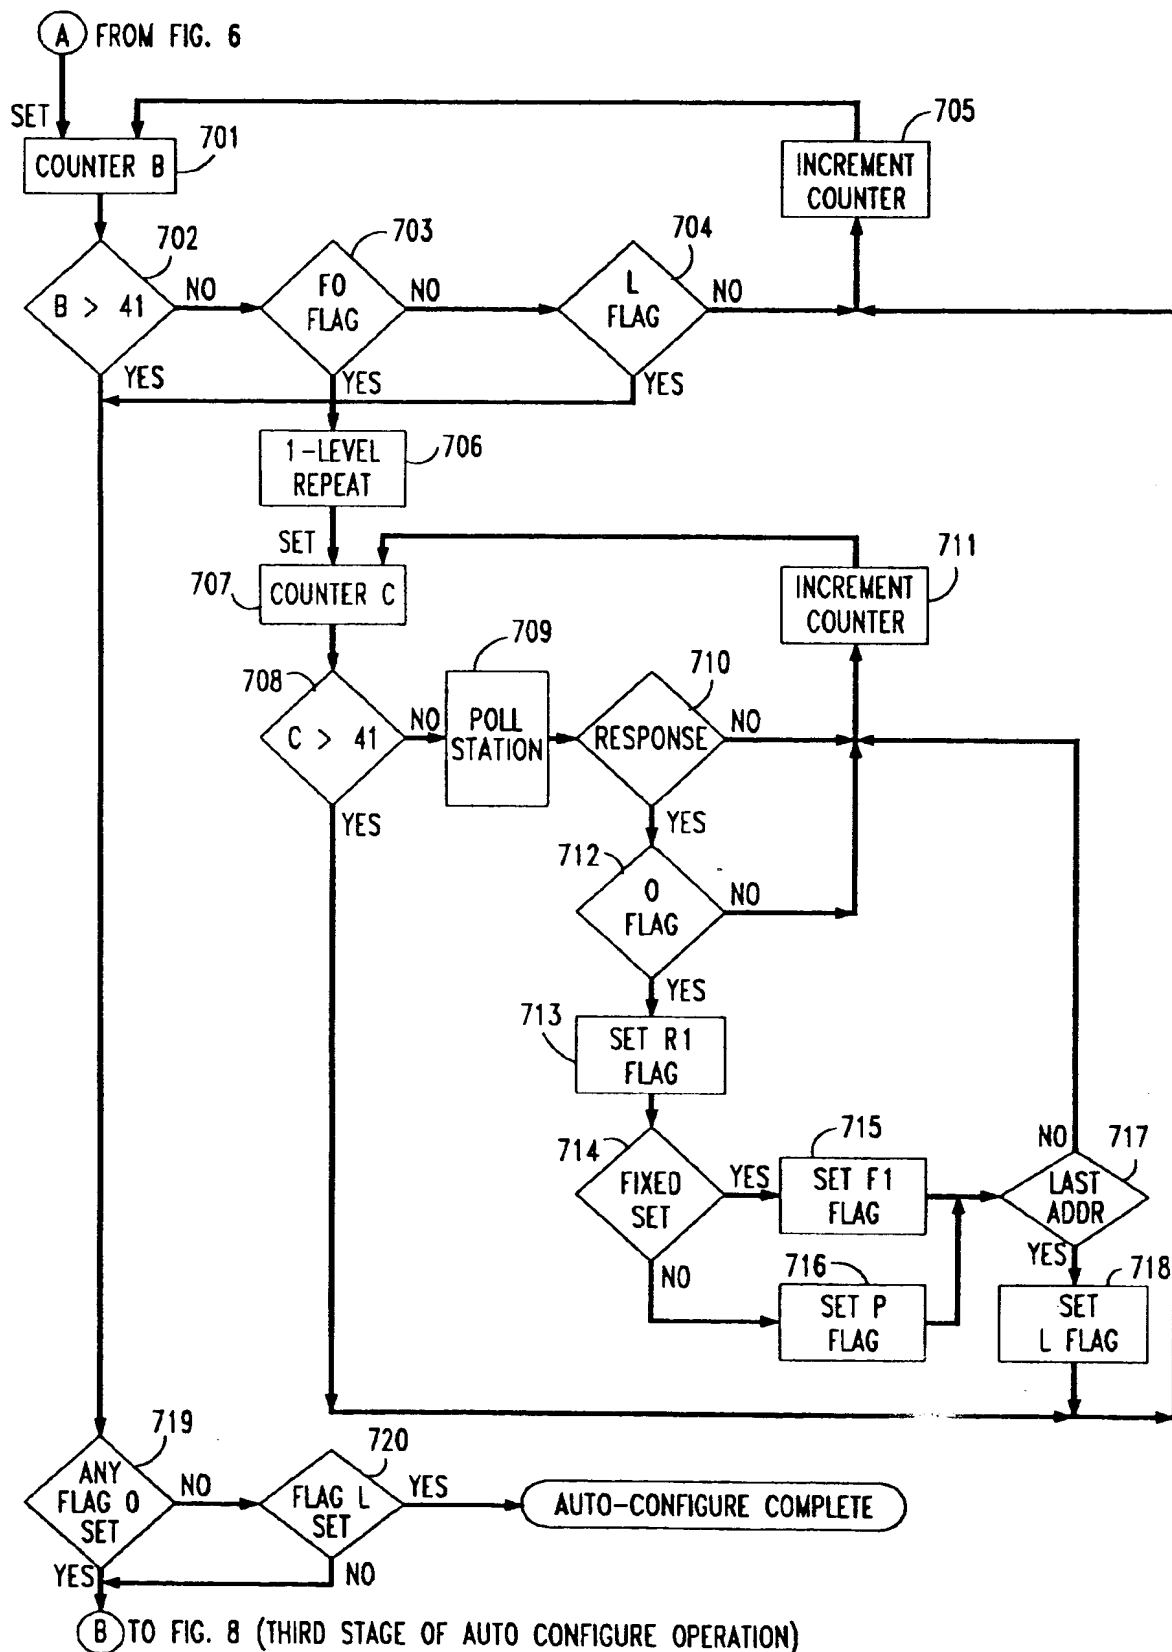 A FROM FIG. 6
SET
COUNTER B
701
705
INCREMENT
COUNTER
702
B > 41
NO
YES
703
FO
FLAG
NO
YES
704
L
FLAG
NO
YES
1-LEVEL
REPEAT
706
SET
707
COUNTER C
711
INCREMENT
COUNTER
708
C > 41
NO
YES
709
POLL
STATION
710
RESPONSE
NO
YES
712
O
FLAG
NO
YES
713
SET R1
FLAG
714
FIXED
SET
YES
NO
715
SET F1
FLAG
716
SET P
FLAG
717
LAST
ADDR
NO
YES
718
SET
L FLAG
719
ANY
FLAG O
SET
NO
YES
720
FLAG L
SET
YES
NO
AUTO-CONFIGURE COMPLETE
B TO FIG. 8 (THIRD STAGE OF AUTO CONFIGURE OPERATION)